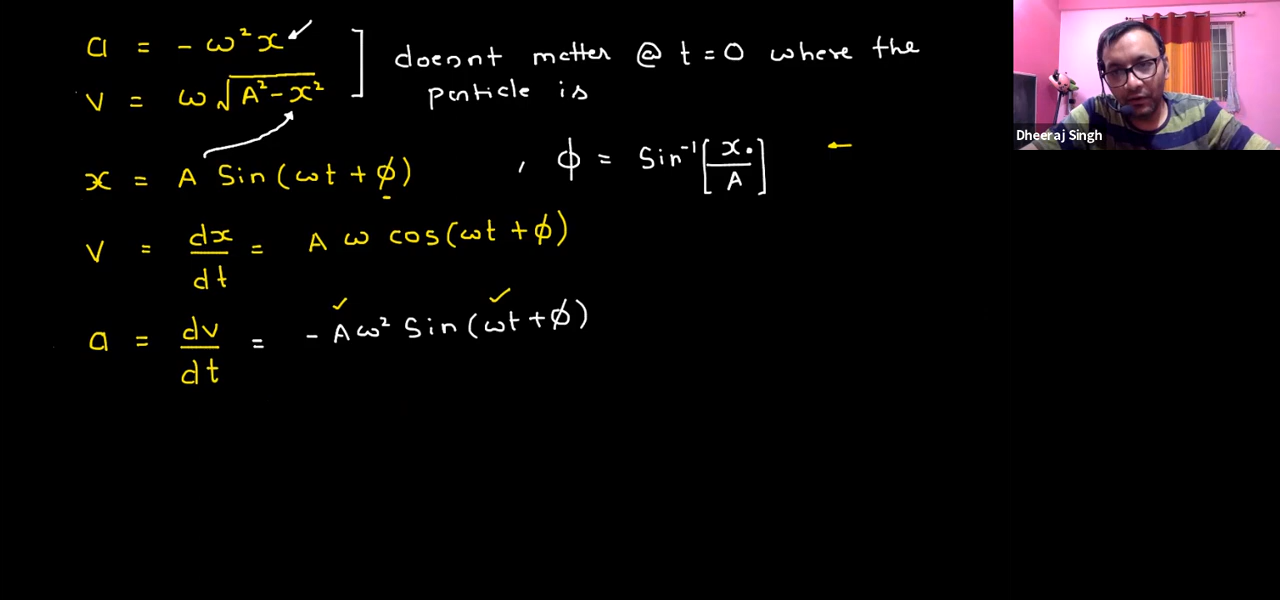 a = - ω²x
v = ω√(A² - x²)
] doesnt matter @ t = 0 where the
particle is
x = A Sin(ωt + ϕ) , ϕ = Sin⁻¹[x₀/A] ←
v = dx/dt = A ω cos(ωt + ϕ)
a = dv/dt = - Aω² Sin(ωt + ϕ)
Dheeraj Singh